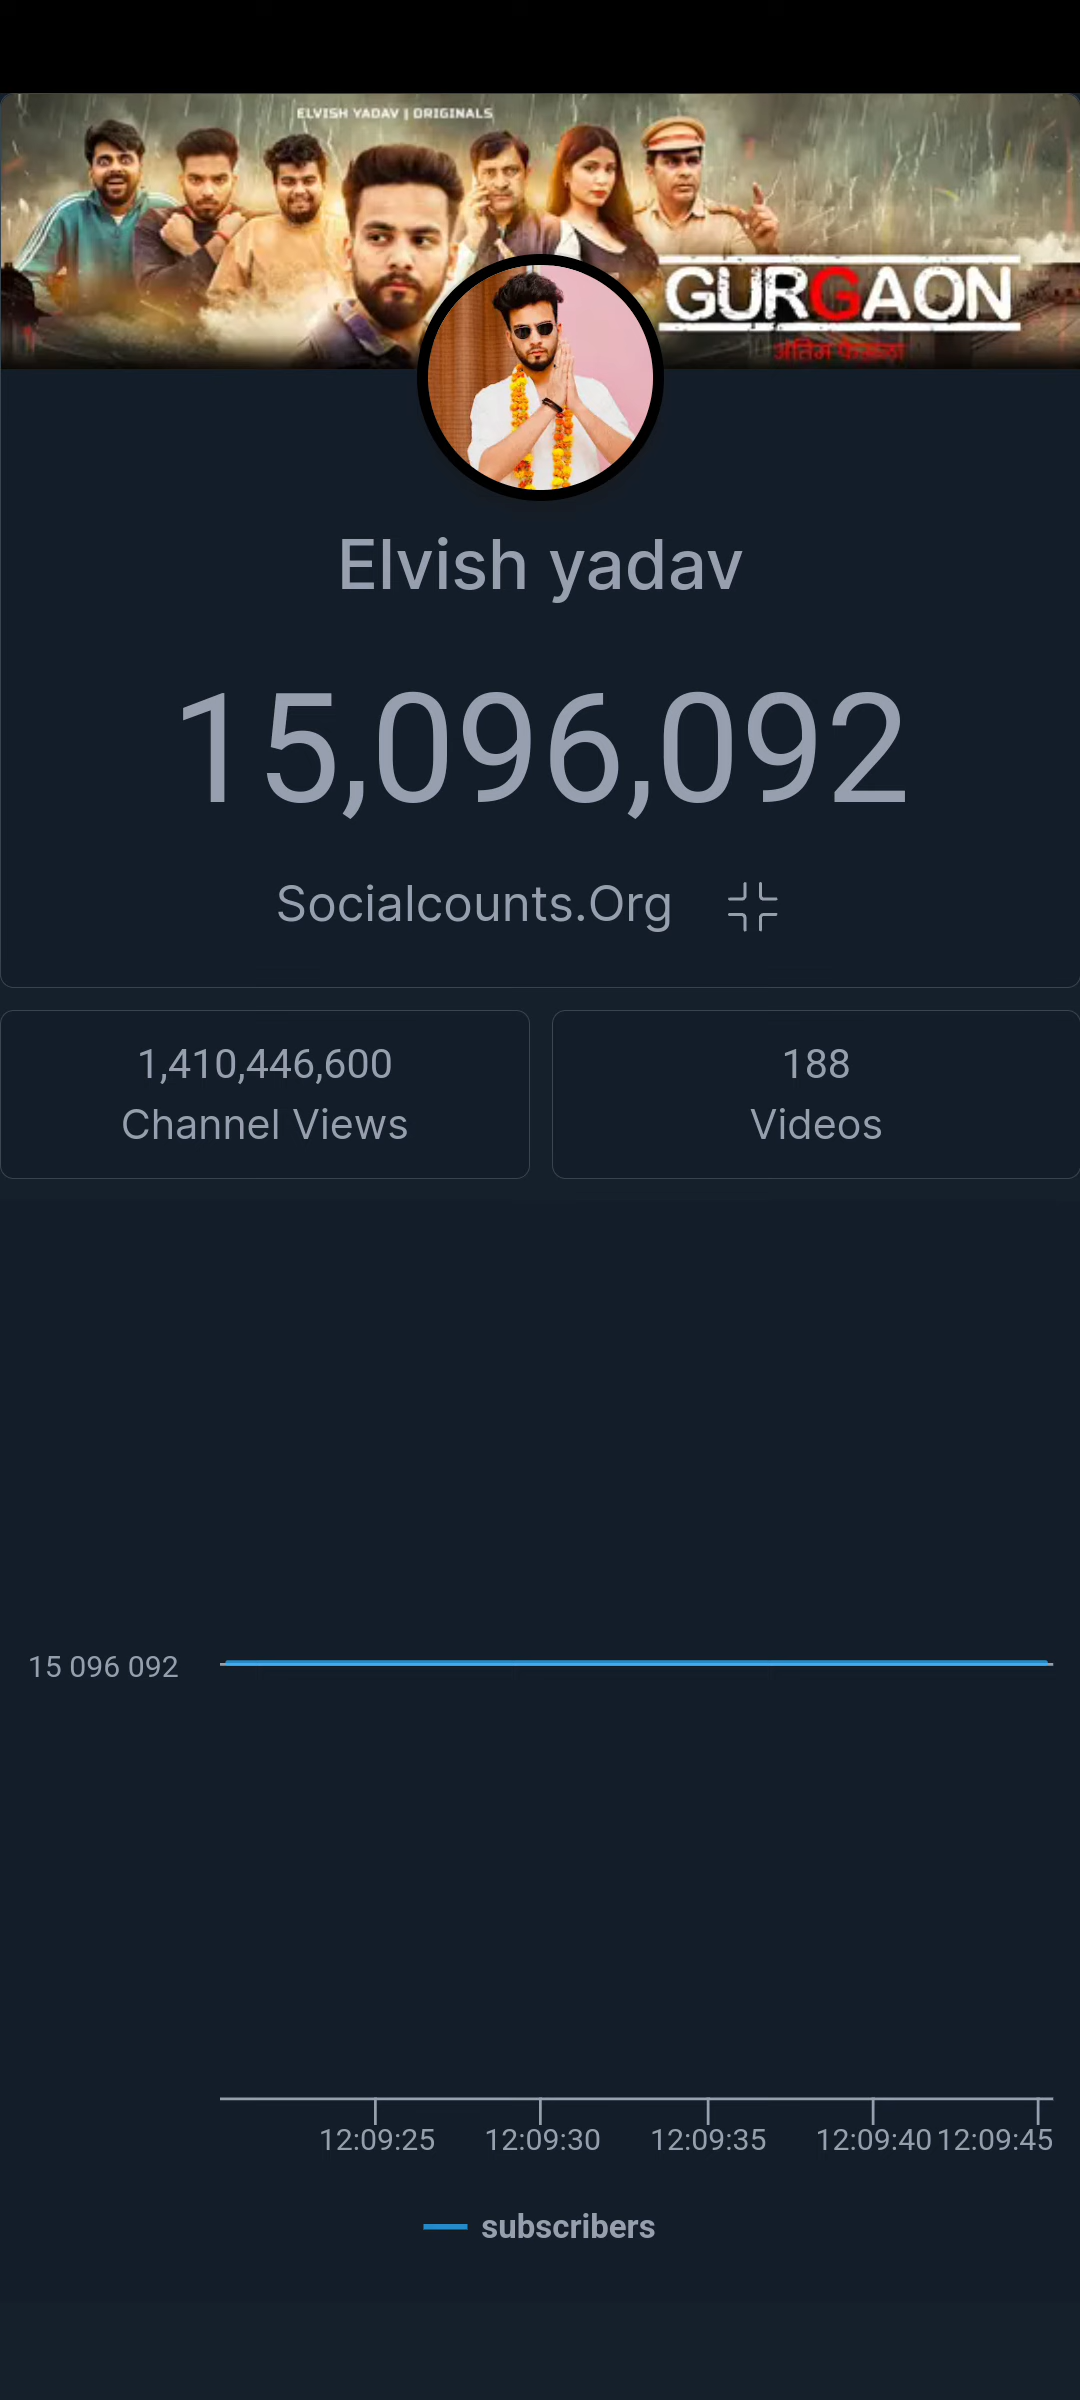 ELVISH YADAV | ORIGINALS
GURGAON
अंतिम फैसला
Elvish yadav
15,096,092
Socialcounts.Org
1,410,446,600
Channel Views
188
Videos
15 096 092
12:09:25 12:09:30 12:09:35 12:09:40 12:09:45
subscribers